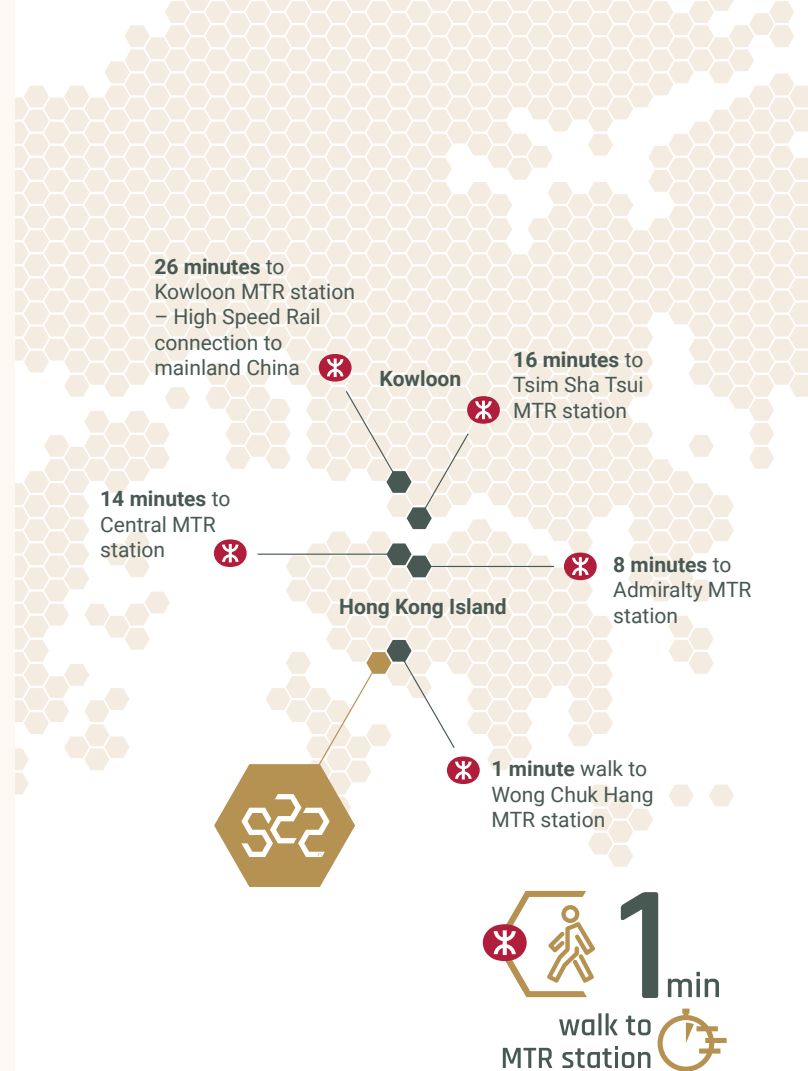 26 minutes to
Kowloon MTR station
– High Speed Rail
connection to
mainland China
Kowloon
16 minutes to
Tsim Sha Tsui
MTR station
14 minutes to
Central MTR
station
8 minutes to
Admiralty MTR
station
Hong Kong Island
1 minute walk to
Wong Chuk Hang
MTR station
S22
1 min
walk to
MTR station